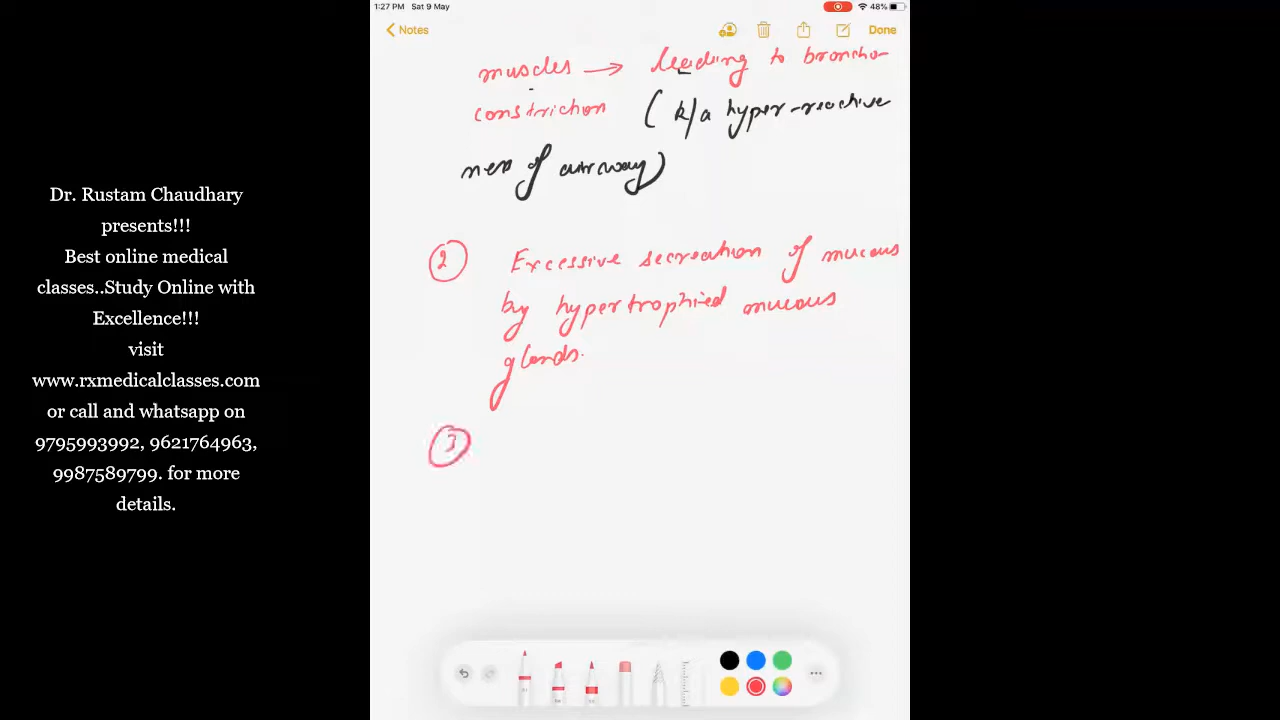 1:27 PM Sat 9 May
48%
Notes
Done
muscles → leading to broncho-
constriction (k/a hyper-reactive
ness of airway)
Dr. Rustam Chaudhary
presents!!!
Best online medical
classes..Study Online with
Excellence!!!
visit
www.rxmedicalclasses.com
or call and whatsapp on
9795993992, 9621764963,
9987589799. for more
details.
2 Excessive secreation of mucous
by hypertrophied mucous
glands.
3